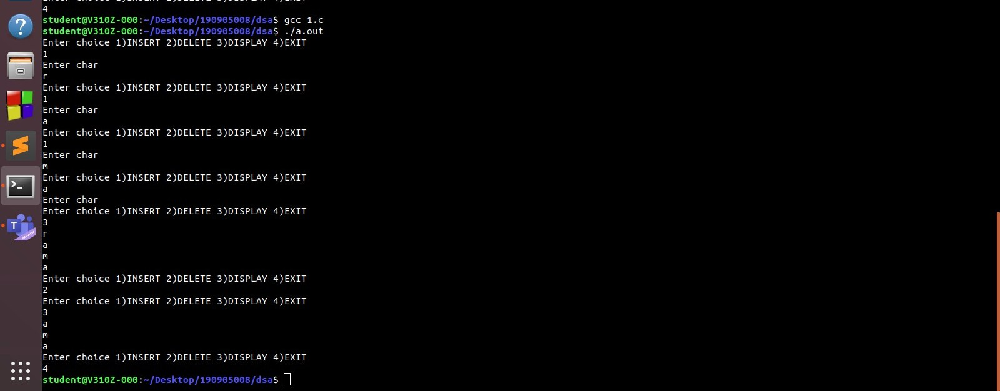 4
student@V310Z-000:~/Desktop/190905008/dsa$ gcc 1.c
student@V310Z-000:~/Desktop/190905008/dsa$ ./a.out
Enter choice 1)INSERT 2)DELETE 3)DISPLAY 4)EXIT
1
Enter char
r
Enter choice 1)INSERT 2)DELETE 3)DISPLAY 4)EXIT
1
Enter char
a
Enter choice 1)INSERT 2)DELETE 3)DISPLAY 4)EXIT
1
Enter char
m
Enter choice 1)INSERT 2)DELETE 3)DISPLAY 4)EXIT
a
Enter char
Enter choice 1)INSERT 2)DELETE 3)DISPLAY 4)EXIT
3
r
a
m
a
Enter choice 1)INSERT 2)DELETE 3)DISPLAY 4)EXIT
2
Enter choice 1)INSERT 2)DELETE 3)DISPLAY 4)EXIT
3
a
m
a
Enter choice 1)INSERT 2)DELETE 3)DISPLAY 4)EXIT
4
student@V310Z-000:~/Desktop/190905008/dsa$
?
T
PREVIEW